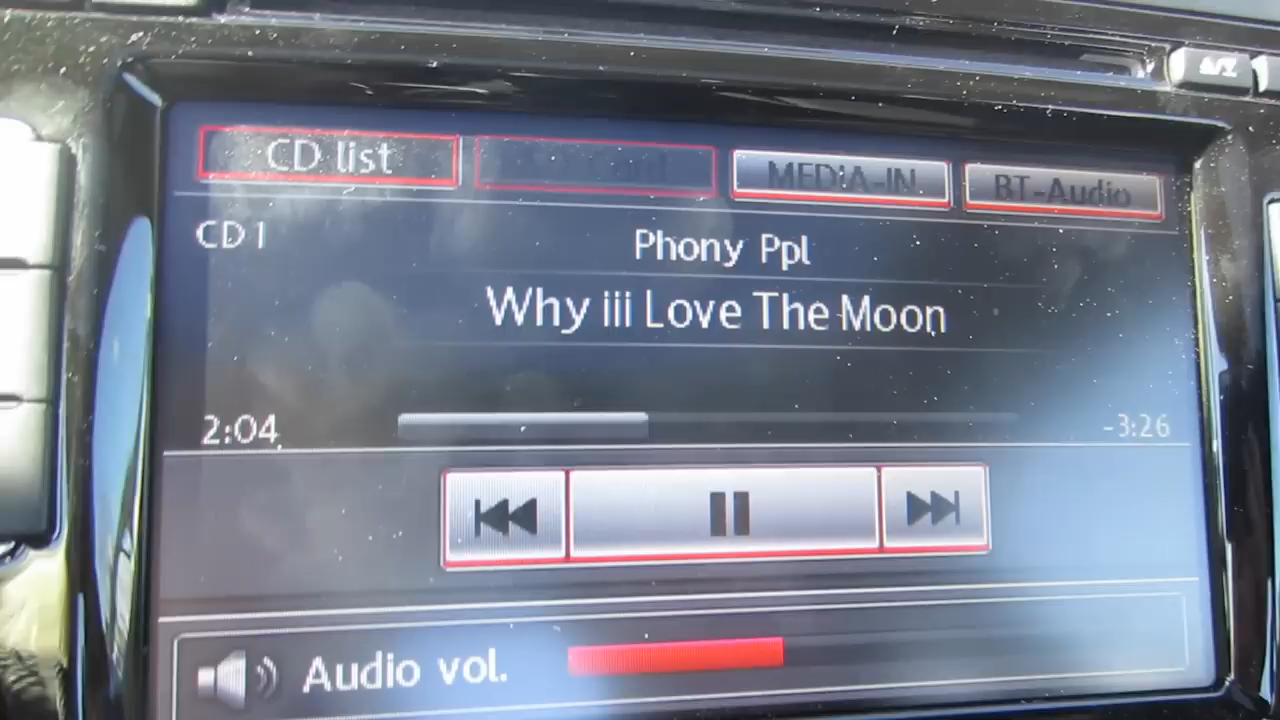 CD list MEDIA-IN BT-Audio
CD 1
Phony Ppl
Why iii Love The Moon
2:04 -3:26
Audio vol.